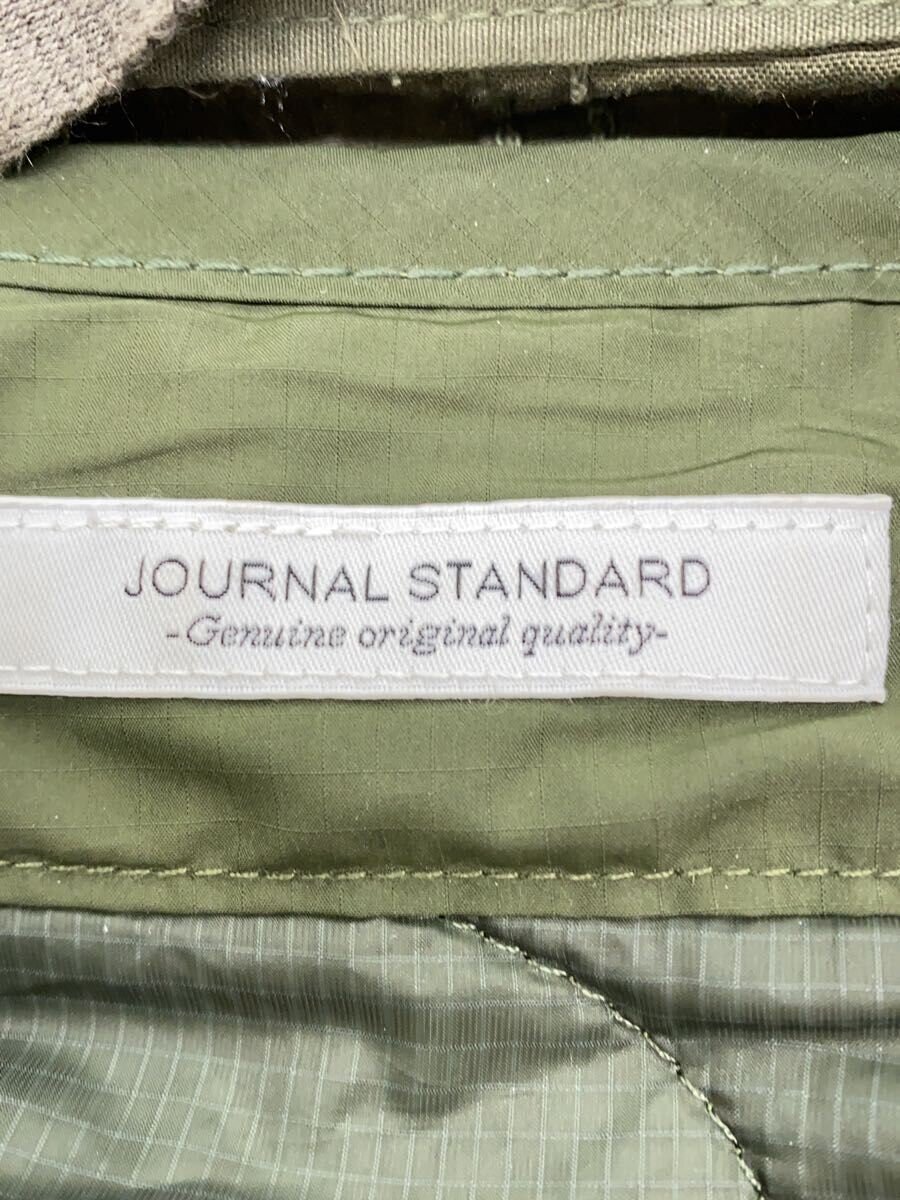 JOURNAL STANDARD
-Genuine original quality-